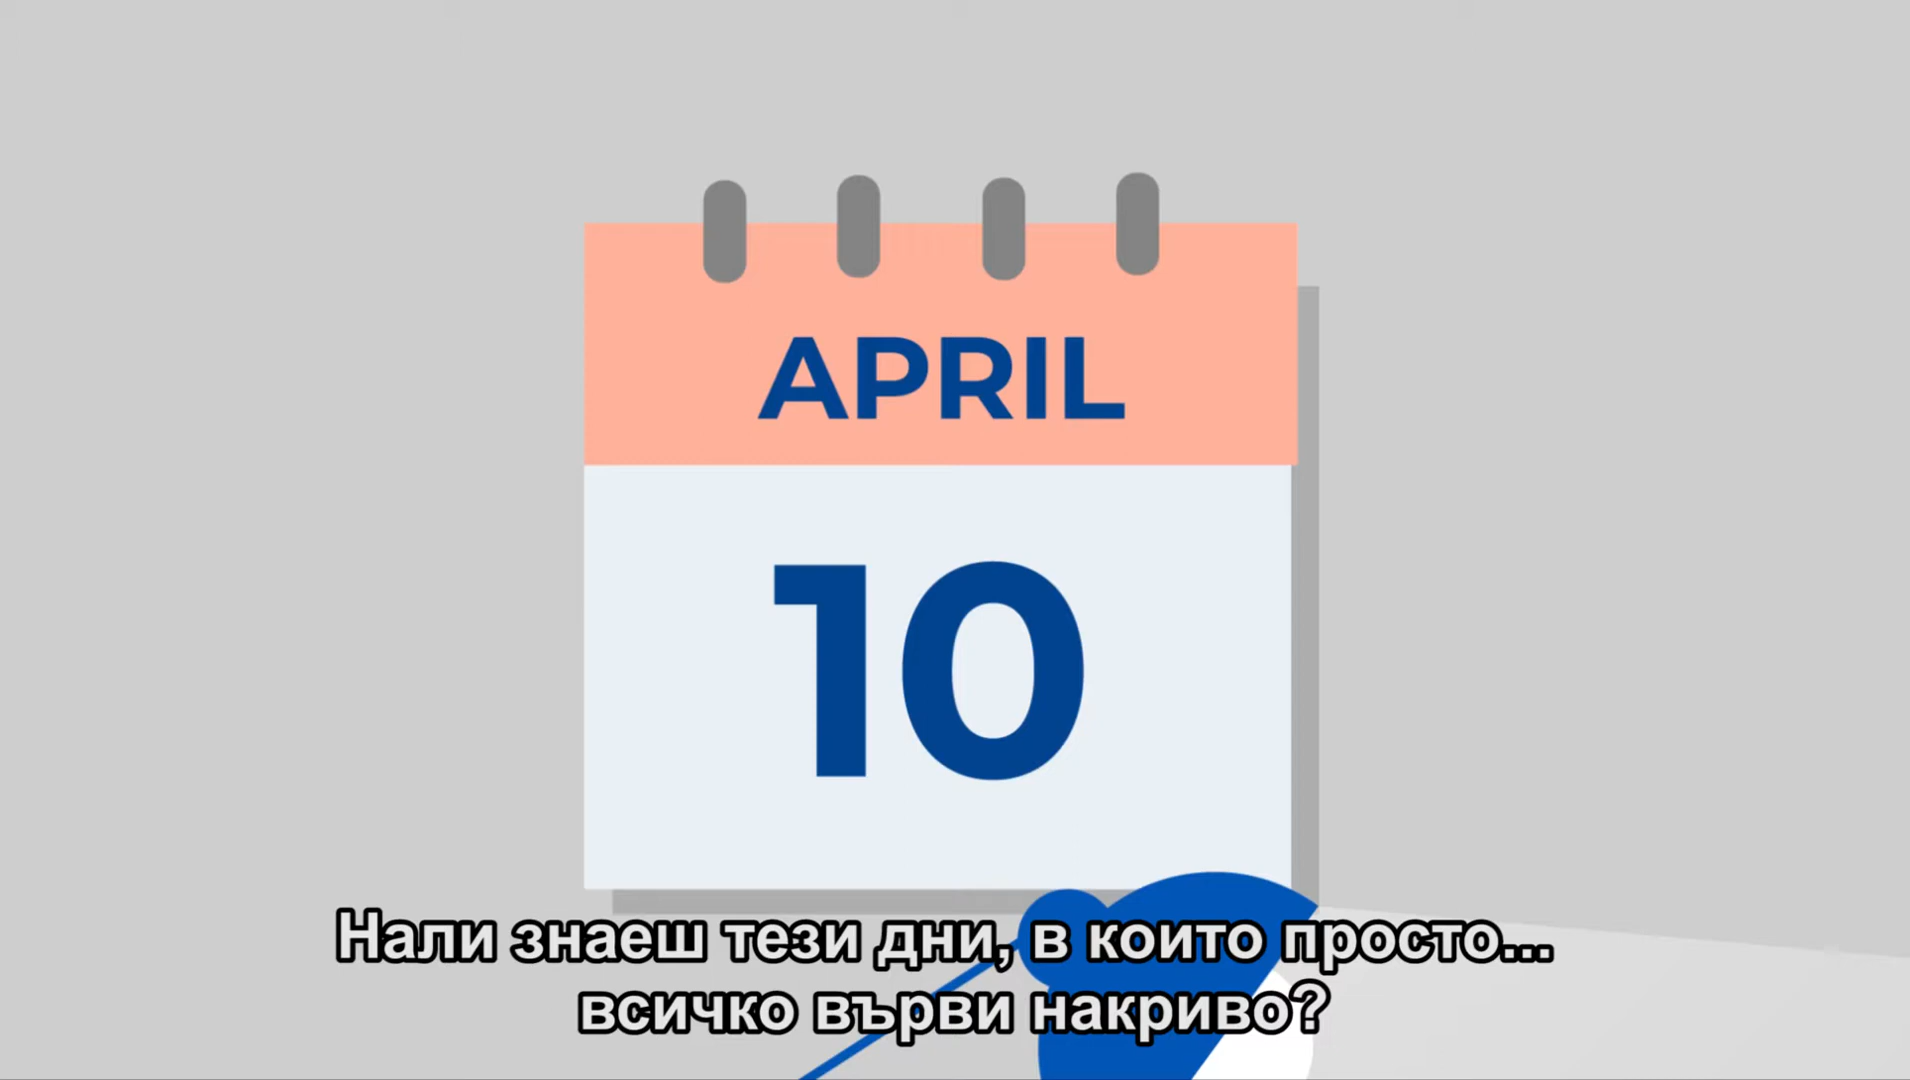 APRIL
10
Нали знаеш тези дни, в които просто...
всичко върви накриво?